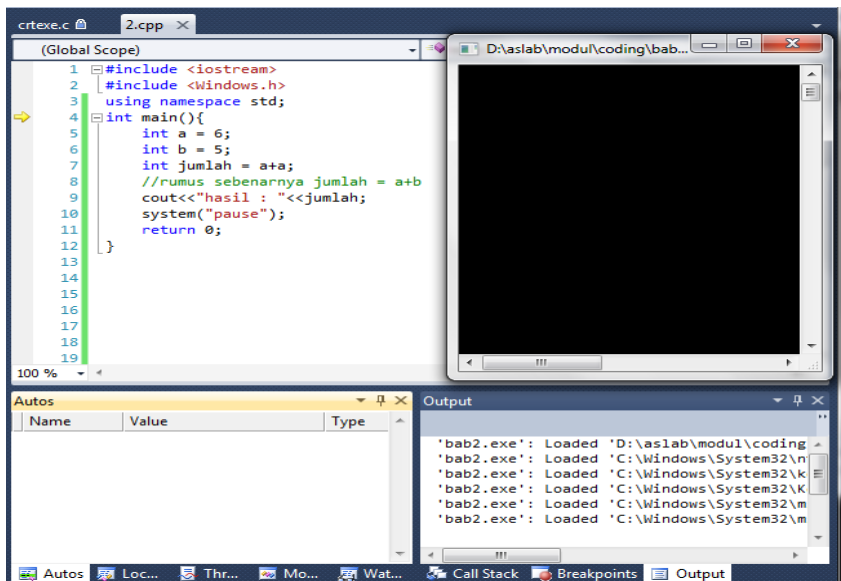 crtexe.c 2.cpp
(Global Scope)
D:\aslab\modul\coding\bab...
1 #include <iostream>
2 #include <Windows.h>
3 using namespace std;
4 int main(){
5 int a = 6;
6 int b = 5;
7 int jumlah = a+a;
8 //rumus sebenarnya jumlah = a+b
9 cout<<"hasil : "<<jumlah;
10 system("pause");
11 return 0;
12 }
13
14
15
16
17
18
19
100 %
Autos
Name Value Type
Output
'bab2.exe': Loaded 'D:\aslab\modul\coding
'bab2.exe': Loaded 'C:\Windows\System32\n
'bab2.exe': Loaded 'C:\Windows\System32\k
'bab2.exe': Loaded 'C:\Windows\System32\K
'bab2.exe': Loaded 'C:\Windows\System32\m
'bab2.exe': Loaded 'C:\Windows\System32\m
Autos Loc... Thr... Mo... Wat... Call Stack Breakpoints Output